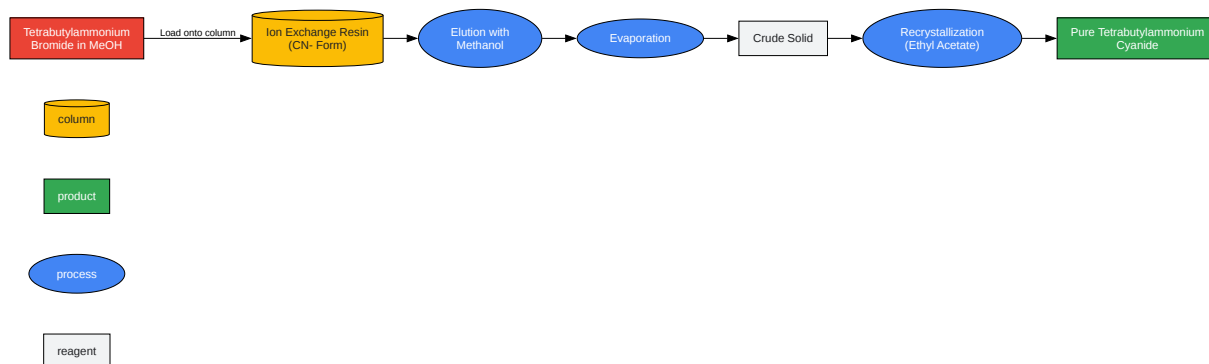 Tetrabutylammonium
Bromide in MeOH
Load onto column
Ion Exchange Resin
(CN- Form)
Elution with
Methanol
Evaporation
Crude Solid
Recrystallization
(Ethyl Acetate)
Pure Tetrabutylammonium
Cyanide
column
product
process
reagent